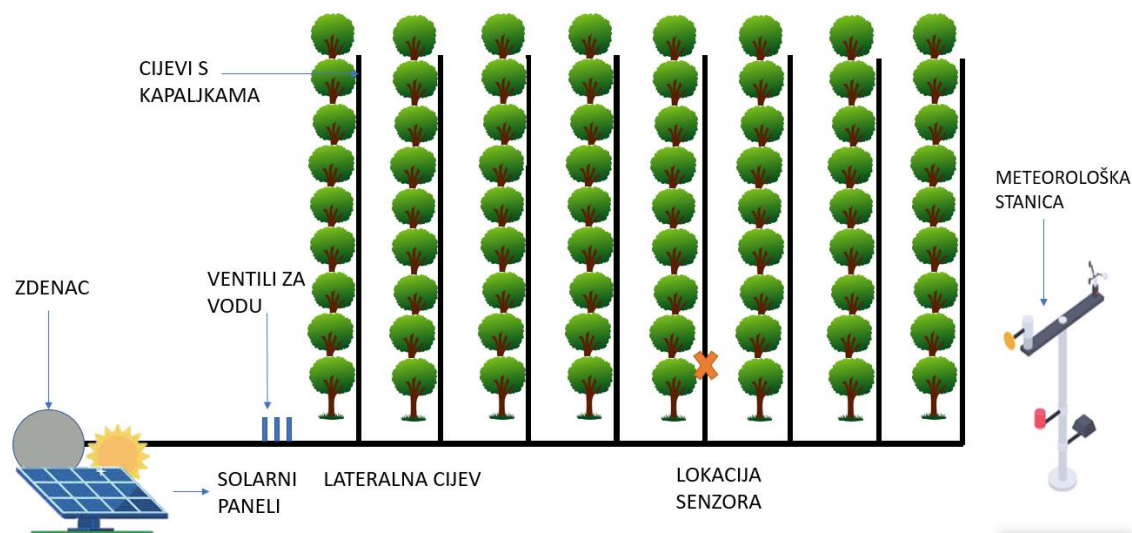 CIJEVI S
KAPALJKAMA
METEOROLOŠKA
STANICA
ZDENAC
VENTILI ZA
VODU
SOLARNI
PANELI
LATERALNA CIJEV
LOKACIJA
SENZORA